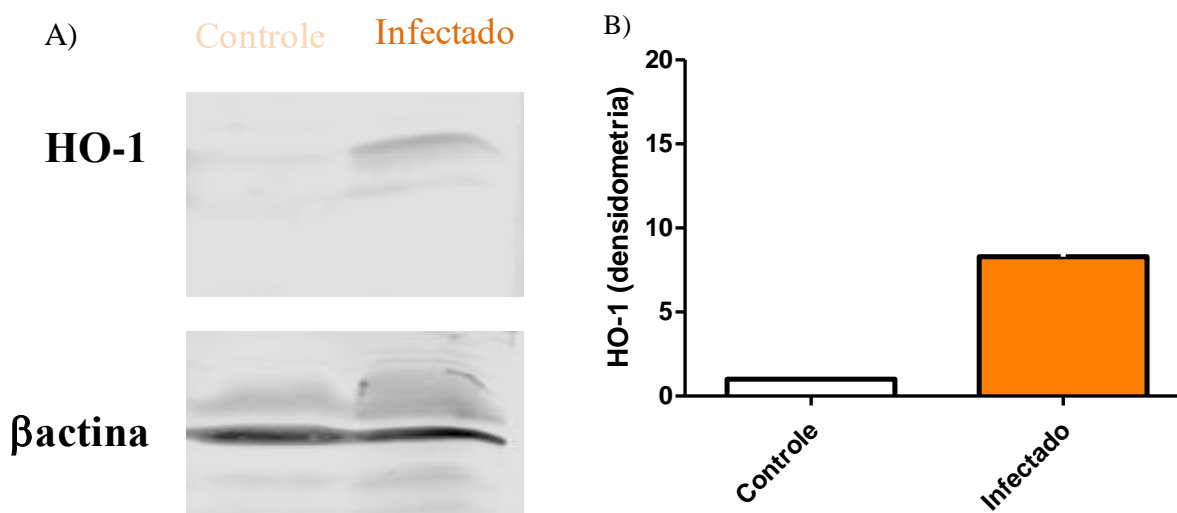 A)
Controle
Infectado
HO-1
βactina
B)
HO-1 (densidometria)
20
15
10
5
0
Controle
Infectado